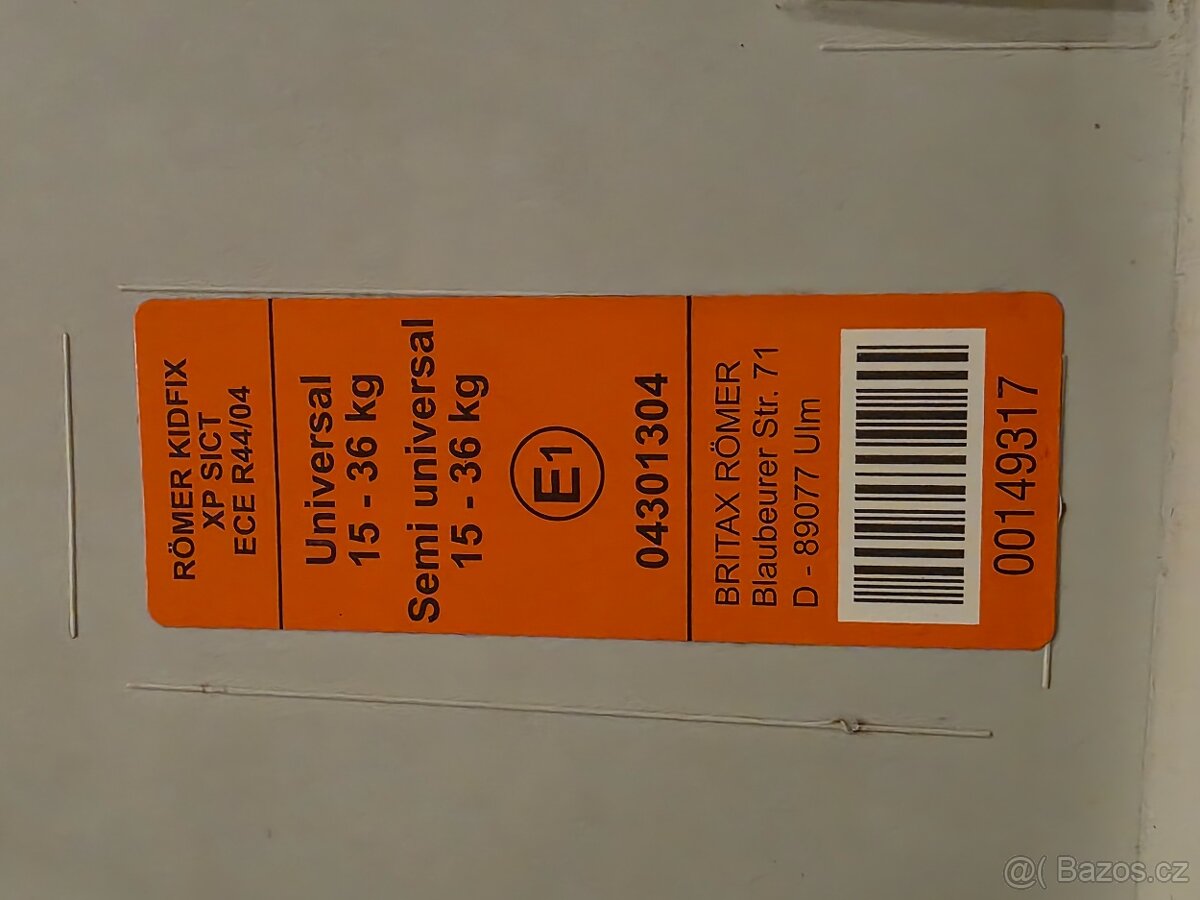 RÖMER KIDFIX
XP SICT
ECE R44/04
Universal
15 - 36 kg
Semi universal
15 - 36 kg
E1
04301304
BRITAX RÖMER
Blaubeurer Str. 71
D - 89077 Ulm
00149317
@( Bazos.cz